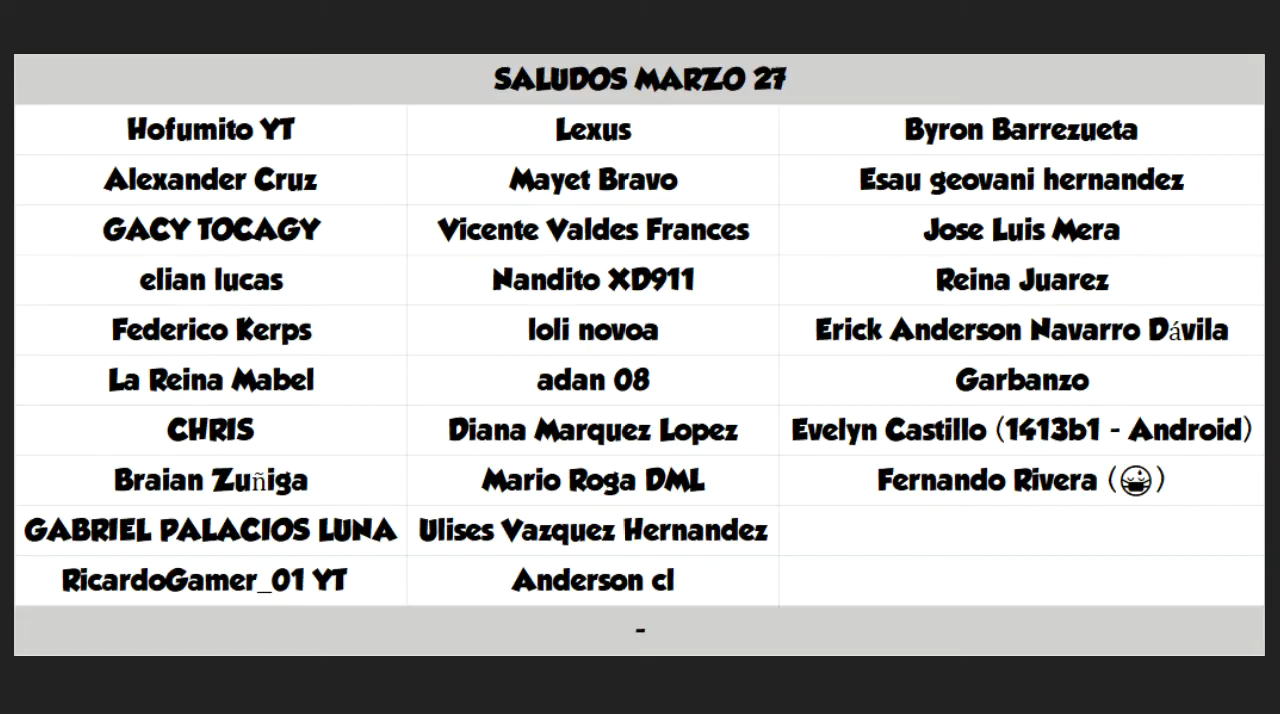 SALUDOS MARZO 27
Hofumito YT Lexus Byron Barrezueta
Alexander Cruz Mayet Bravo Esau geovani hernandez
GACY TOCAGY Vicente Valdes Frances Jose Luis Mera
elian lucas Nandito XD911 Reina Juarez
Federico Kerps loli novoa Erick Anderson Navarro Dávila
La Reina Mabel adan 08 Garbanzo
CHRIS Diana Marquez Lopez Evelyn Castillo (1413b1 - Android)
Braian Zuñiga Mario Roga DML Fernando Rivera (😷)
GABRIEL PALACIOS LUNA Ulises Vazquez Hernandez
RicardoGamer_01 YT Anderson cl
-